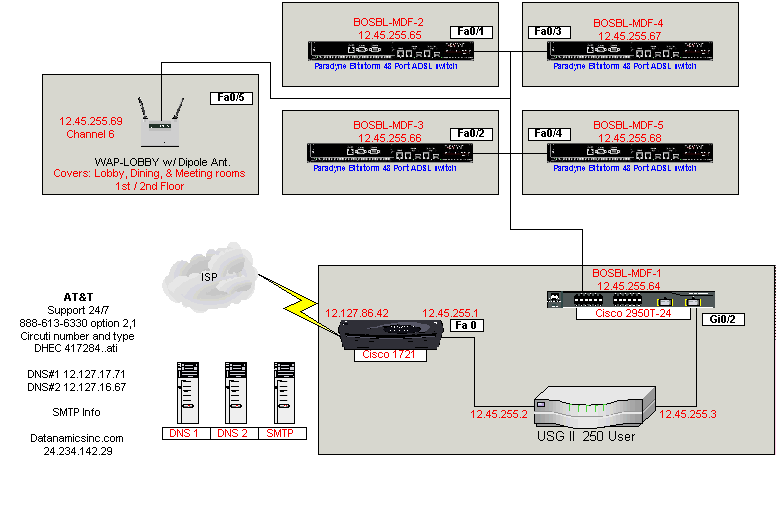 BOSBL-MDF-2
12.45.255.65
Fa0/1
Paradyne Bitstorm 48 Port ADSL switch
Fa0/3
BOSBL-MDF-4
12.45.255.67
Paradyne Bitstorm 48 Port ADSL switch
Fa0/5
12.45.255.69
Channel 6
WAP-LOBBY w/ Dipole Ant.
Covers: Lobby, Dining, & Meeting rooms
1st / 2nd Floor
BOSBL-MDF-3
12.45.255.66
Fa0/2
Paradyne Bitstorm 48 Port ADSL switch
Fa0/4
BOSBL-MDF-5
12.45.255.68
Paradyne Bitstorm 48 Port ADSL switch
ISP
BOSBL-MDF-1
12.45.255.64
Cisco 2950T-24
Gi0/2
12.127.86.42
12.45.255.1
Fa 0
Cisco 1721
12.45.255.2
12.45.255.3
USG II 250 User
AT&T
Support 24/7
888-613-6330 option 2,1
Circuti number and type
DHEC 417284..ati
DNS#1 12.127.17.71
DNS#2 12.127.16.67
SMTP Info
Datanamicsinc.com
24.234.142.29
DNS 1
DNS 2
SMTP